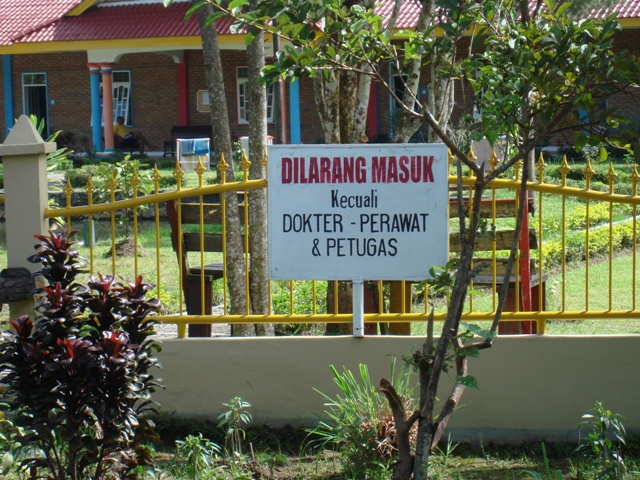 DILARANG MASUK
Kecuali
DOKTER - PERAWAT
& PETUGAS